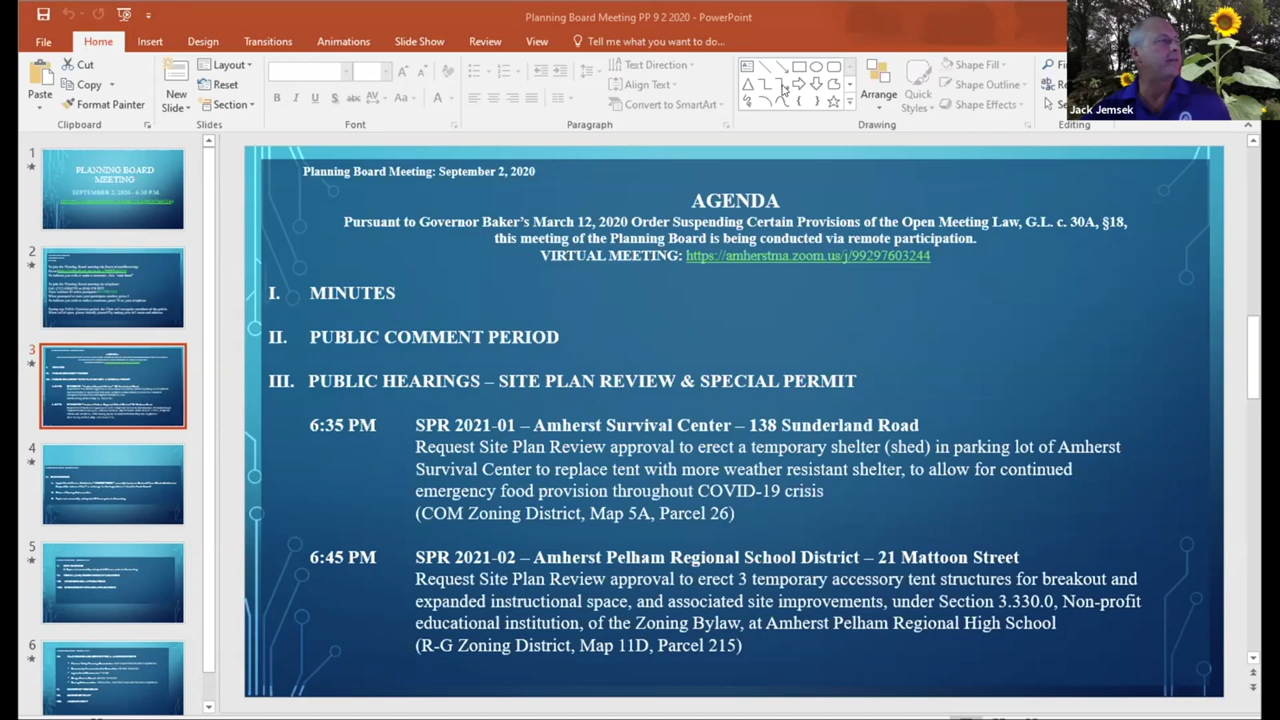 Planning Board Meeting PP 9 2 2020 - PowerPoint
File Home Insert Design Transitions Animations Slide Show Review View Tell me what you want to do...
Paste
Cut
Copy
Format Painter
Clipboard
New Slide
Layout
Reset
Section
Slides
B I U S abc AV Aa A
Font
Text Direction
Align Text
Convert to SmartArt
Paragraph
Arrange
Quick Styles
Shape Fill
Shape Effects
Drawing
Editing
Jack Jemsek
1
PLANNING BOARD
MEETING
SEPTEMBER 2, 2020 - 6:30 P.M.
2
3
4
5
6
Planning Board Meeting: September 2, 2020
AGENDA
Pursuant to Governor Baker's March 12, 2020 Order Suspending Certain Provisions of the Open Meeting Law, G.L. c. 30A, §18,
this meeting of the Planning Board is being conducted via remote participation.
VIRTUAL MEETING: https://amherstma.zoom.us/j/99297603244
I. MINUTES
II. PUBLIC COMMENT PERIOD
III. PUBLIC HEARINGS – SITE PLAN REVIEW & SPECIAL PERMIT
6:35 PM SPR 2021-01 – Amherst Survival Center – 138 Sunderland Road
Request Site Plan Review approval to erect a temporary shelter (shed) in parking lot of Amherst
Survival Center to replace tent with more weather resistant shelter, to allow for continued
emergency food provision throughout COVID-19 crisis
(COM Zoning District, Map 5A, Parcel 26)
6:45 PM SPR 2021-02 – Amherst Pelham Regional School District – 21 Mattoon Street
Request Site Plan Review approval to erect 3 temporary accessory tent structures for breakout and
expanded instructional space, and associated site improvements, under Section 3.330.0, Non-profit
educational institution, of the Zoning Bylaw, at Amherst Pelham Regional High School
(R-G Zoning District, Map 11D, Parcel 215)